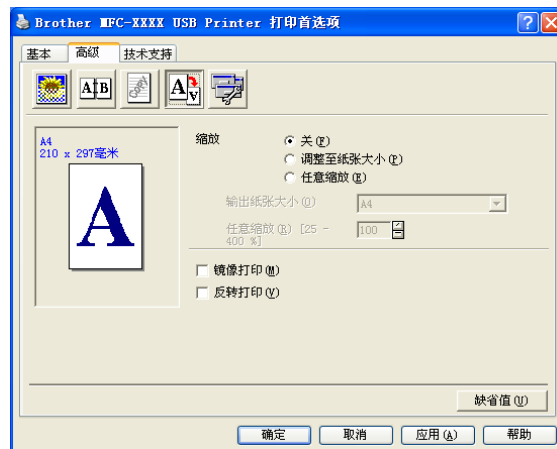 Brother MFC-XXXX USB Printer 打印首选项
基本 高级 技术支持
A B
A V
A4
210 x 297毫米
A
缩放
关(F)
调整至纸张大小(P)
任意缩放(E)
输出纸张大小(O) A4
任意缩放(R) [25 -
400 %] 100
镜像打印(M)
反转打印(V)
缺省值(U)
确定 取消 应用(A) 帮助